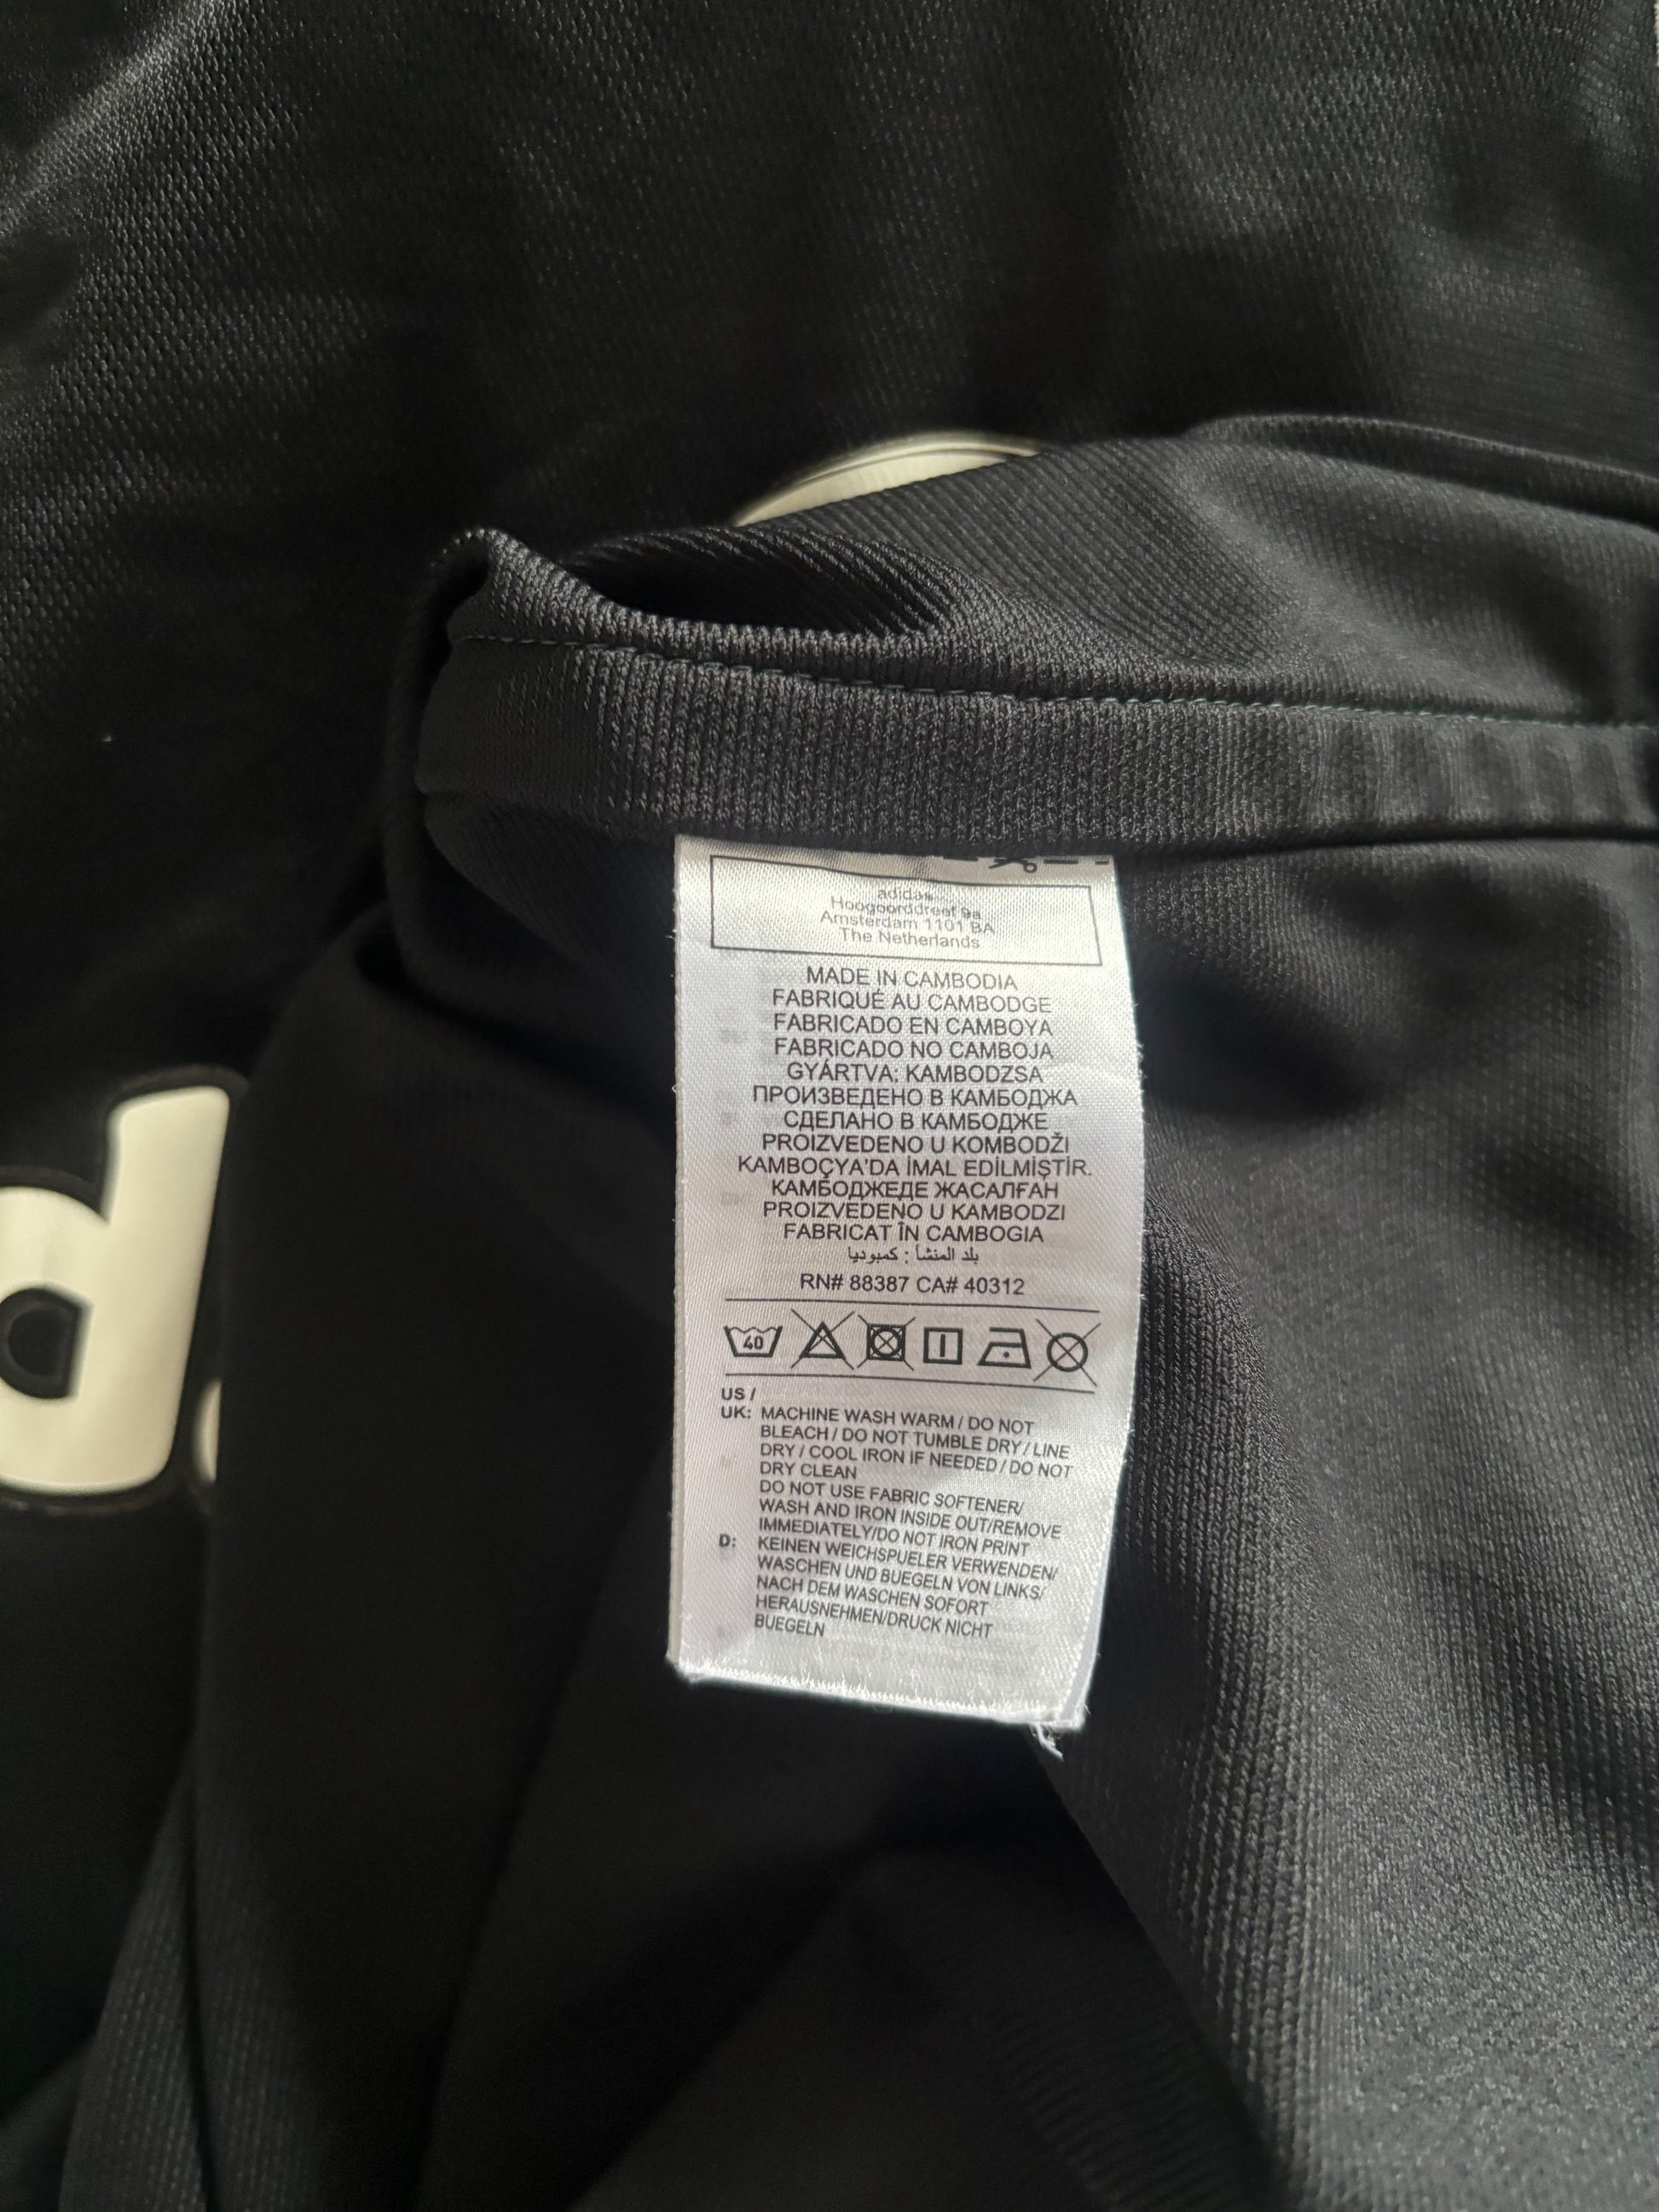 adidas
Hoogoorddreef 9a
Amsterdam 1101 BA
The Netherlands
MADE IN CAMBODIA
FABRIQUÉ AU CAMBODGE
FABRICADO EN CAMBOYA
FABRICADO NO CAMBOJA
GYÁRTVA: KAMBODZSA
ПРОИЗВЕДЕНО В КАМБОДЖА
СДЕЛАНО В КАМБОДЖЕ
PROIZVEDENO U KOMBODŽI
KAMBOÇYA'DA İMAL EDİLMİŞTİR.
КАМБОДЖЕДЕ ЖАСАЛҒАН
PROIZVEDENO U KAMBODZI
FABRICAT ÎN CAMBOGIA
بلد المنشأ : كمبوديا
RN# 88387 CA# 40312
40
US /
UK: MACHINE WASH WARM / DO NOT
BLEACH / DO NOT TUMBLE DRY / LINE
DRY / COOL IRON IF NEEDED / DO NOT
DRY CLEAN
DO NOT USE FABRIC SOFTENER/
WASH AND IRON INSIDE OUT/REMOVE
IMMEDIATELY/DO NOT IRON PRINT
D: KEINEN WEICHSPUELER VERWENDEN/
WASCHEN UND BUEGELN VON LINKS/
NACH DEM WASCHEN SOFORT
HERAUSNEHMEN/DRUCK NICHT
BUEGELN
d